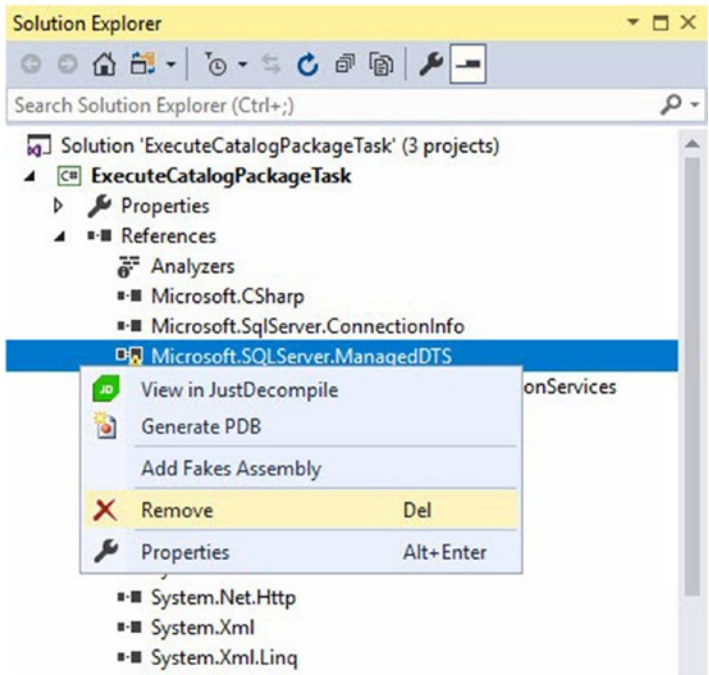 Solution Explorer
Search Solution Explorer (Ctrl+;)
Solution 'ExecuteCatalogPackageTask' (3 projects)
C# ExecuteCatalogPackageTask
Properties
References
Analyzers
Microsoft.CSharp
Microsoft.SqlServer.ConnectionInfo
Microsoft.SQLServer.ManagedDTS
JD View in JustDecompile
onServices
Generate PDB
Add Fakes Assembly
Remove Del
Properties Alt+Enter
System.Net.Http
System.Xml
System.Xml.Linq